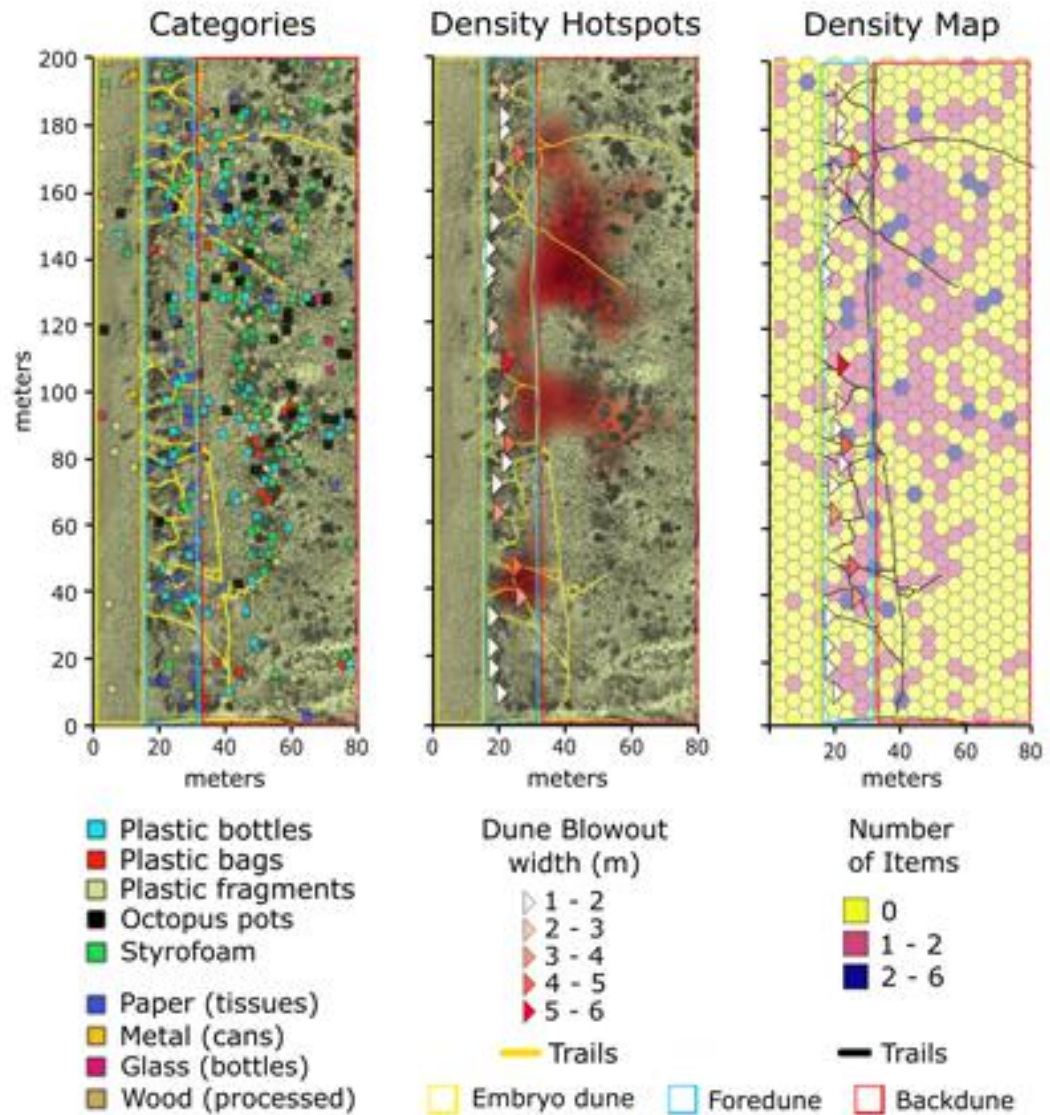 Categories
Density Hotspots
Density Map
200
180
160
140
120
100
80
60
40
20
0
meters
0 20 40 60 80
meters
0 20 40 60 80
meters
20 40 60 80
meters
Plastic bottles
Plastic bags
Plastic fragments
Octopus pots
Styrofoam
Paper (tissues)
Metal (cans)
Glass (bottles)
Wood (processed)
Dune Blowout
width (m)
1 - 2
2 - 3
3 - 4
4 - 5
5 - 6
Trails
Number
of Items
0
1 - 2
2 - 6
Trails
Embryo dune
Foredune
Backdune